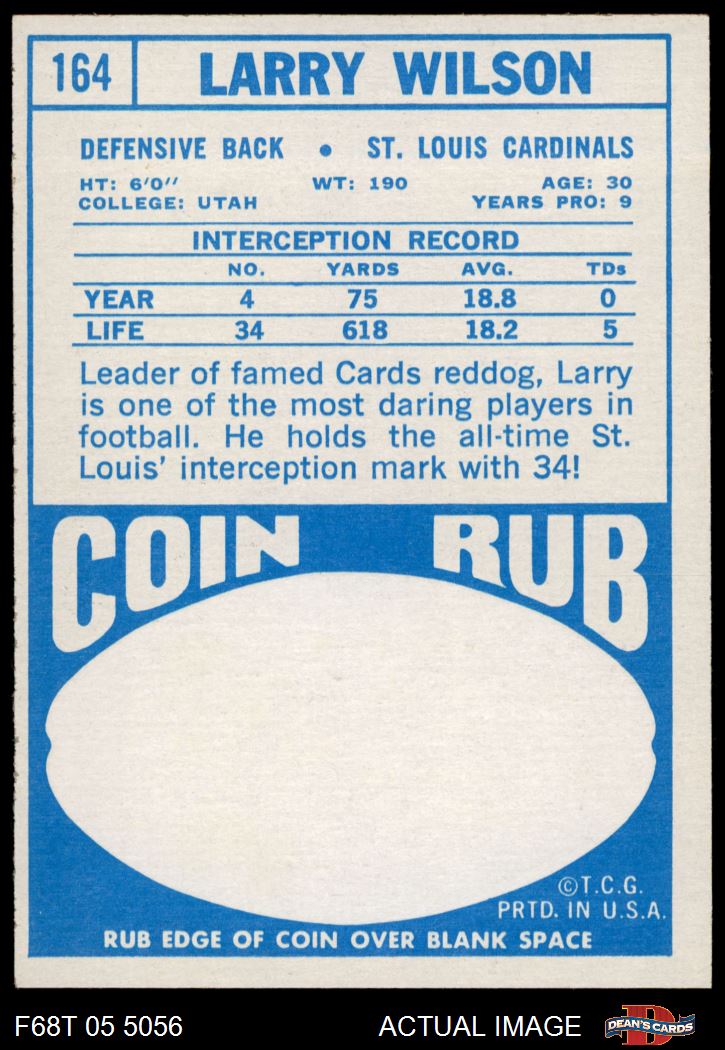 164 LARRY WILSON
DEFENSIVE BACK • ST. LOUIS CARDINALS
HT: 6'0" WT: 190 AGE: 30
COLLEGE: UTAH YEARS PRO: 9
INTERCEPTION RECORD
NO. YARDS AVG. TDs
YEAR 4 75 18.8 0
LIFE 34 618 18.2 5
Leader of famed Cards reddog, Larry
is one of the most daring players in
football. He holds the all-time St.
Louis' interception mark with 34!
COIN RUB
©T.C.G.
PRTD. IN U.S.A.
RUB EDGE OF COIN OVER BLANK SPACE
F68T 05 5056 ACTUAL IMAGE D DEAN'S CARDS